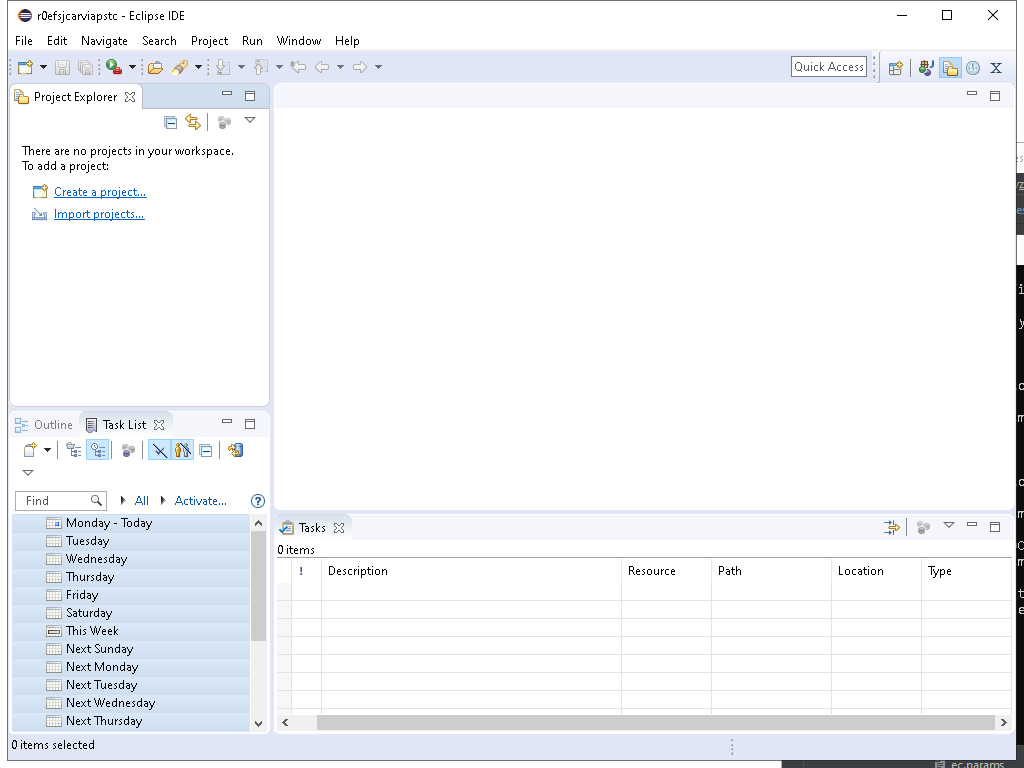 r0efsjcarviapstc - Eclipse IDE
File Edit Navigate Search Project Run Window Help
Quick Access
Project Explorer
There are no projects in your workspace.
To add a project:
Create a project...
Import projects...
Outline Task List
Find All Activate...
Monday - Today
Tuesday
Wednesday
Thursday
Friday
Saturday
This Week
Next Sunday
Next Monday
Next Tuesday
Next Wednesday
Next Thursday
Tasks
0 items
! Description Resource Path Location Type
0 items selected
ec.params